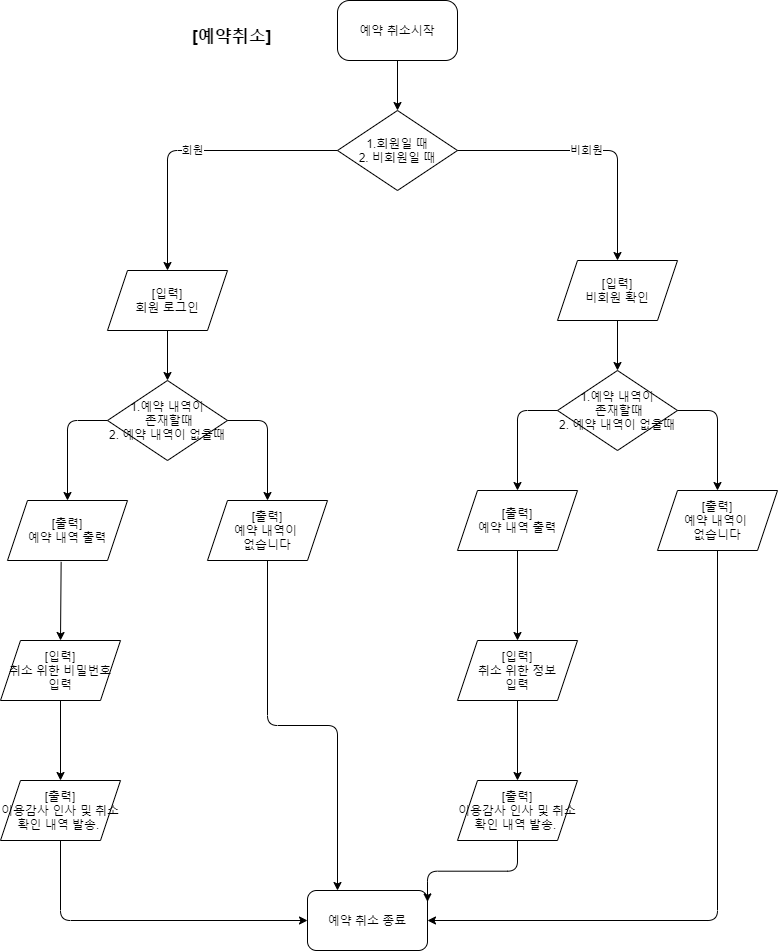 [예약취소]
예약 취소시작
1.회원일 때
2. 비회원일 때
회원
비회원
[입력]
회원 로그인
[입력]
비회원 확인
1.예약 내역이
존재할때
2. 예약 내역이 없을때
1.예약 내역이
존재할때
2. 예약 내역이 없을때
[출력]
예약 내역 출력
[출력]
예약 내역이
없습니다
[출력]
예약 내역 출력
[출력]
예약 내역이
없습니다
[입력]
취소 위한 비밀번호
입력
[입력]
취소 위한 정보
입력
[출력]
이용감사 인사 및 취소
확인 내역 발송.
[출력]
이용감사 인사 및 취소
확인 내역 발송.
예약 취소 종료